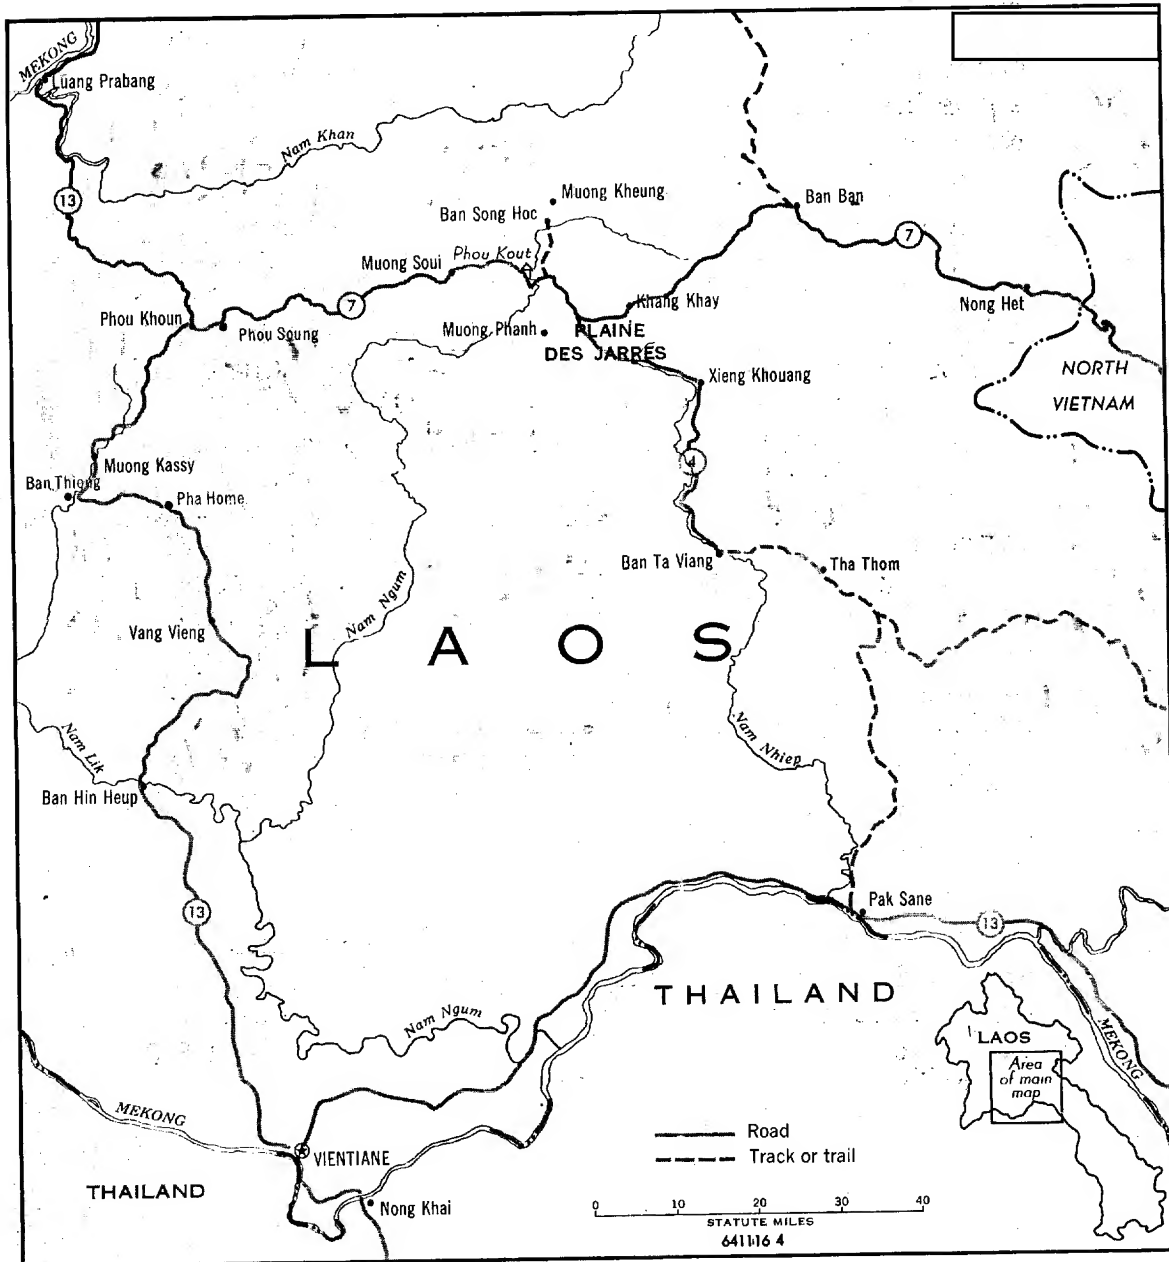 MEKONG
Luang Prabang
Nam Khan
13
Muong Kheung
Ban Song Hoc
Ban Ban
7
Phou Kout
Muong Soui
Nong Het
Khang Khay
7
Phou Khoun
Phou Soung
Muong Phanh
PLAINE
DES JARRES
NORTH
VIETNAM
Xieng Khouang
4
Muong Kassy
Ban Thieng
Pha Home
Ban Ta Viang
Tha Thom
Nam Ngum
Vang Vieng
LAOS
Nam Lik
Nam Nhiep
Ban Hin Heup
13
Pak Sane
13
THAILAND
Nam Ngum
MEKONG
LAOS
Area
of main
map
MEKONG
VIENTIANE
THAILAND
Nong Khai
Road
Track or trail
0 10 20 30 40
STATUTE MILES
641116 4